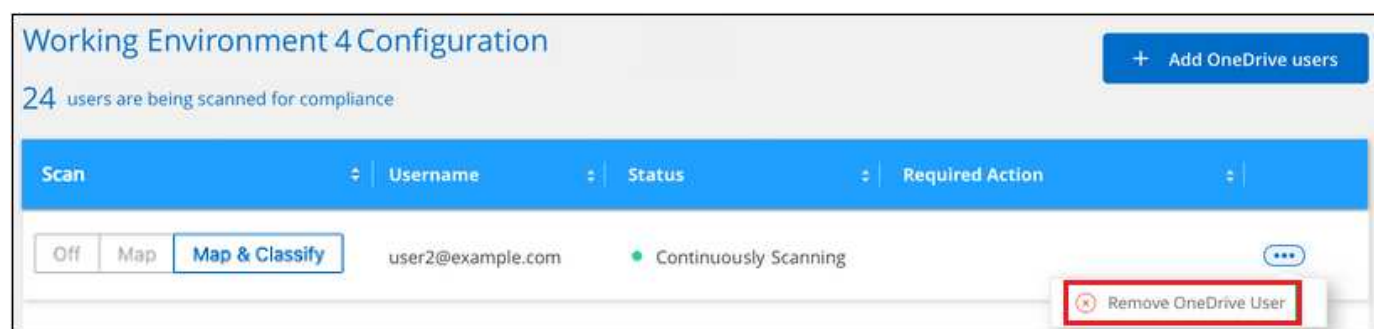 Working Environment 4 Configuration
+ Add OneDrive users
24 users are being scanned for compliance
Scan Username Status Required Action
Off Map Map & Classify user2@example.com Continuously Scanning
Remove OneDrive User